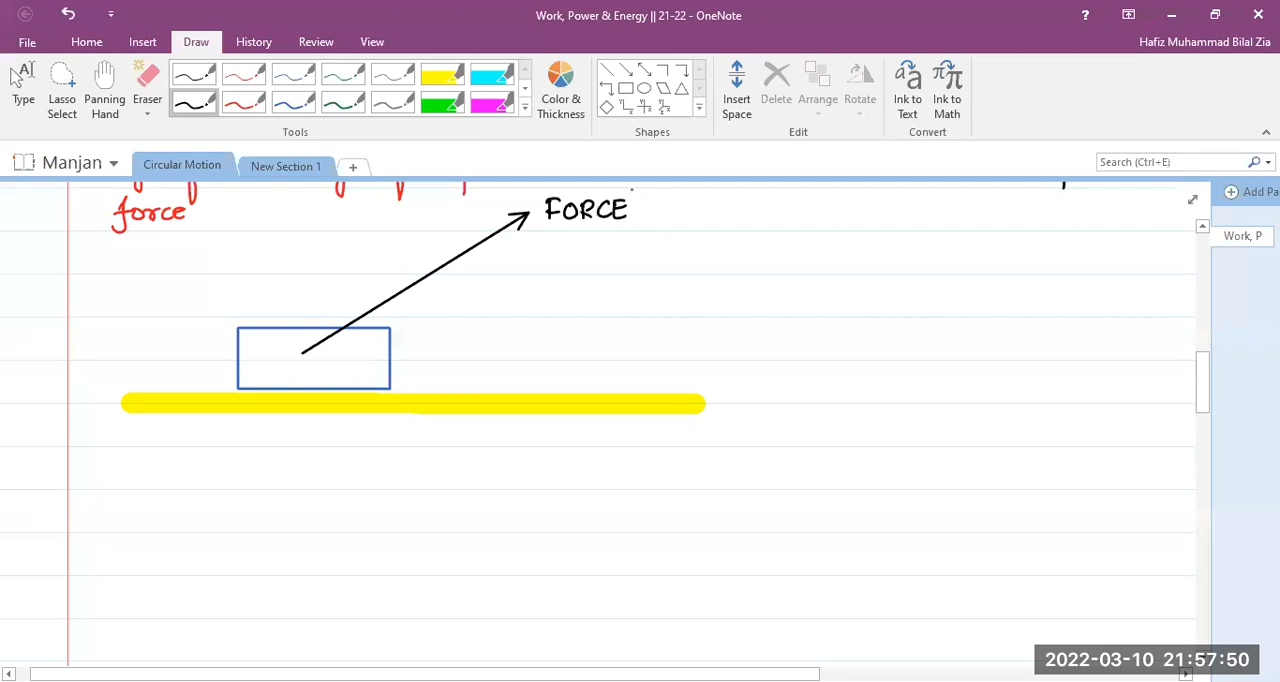 Work, Power & Energy || 21-22 - OneNote
File Home Insert Draw History Review View
Hafiz Muhammad Bilal Zia
Type
Lasso Select
Panning Hand
Eraser
Color & Thickness
Insert Space
Delete
Arrange
Rotate
Ink to Text
Ink to Math
Tools
Shapes
Edit
Convert
Manjan
Circular Motion
New Section 1
Search (Ctrl+E)
Add Pa
Work, P
force
FORCE
2022-03-10 21:57:50